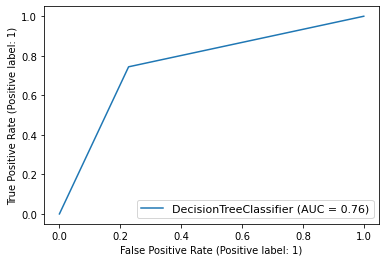 True Positive Rate (Positive label: 1)
1.0
0.8
0.6
0.4
0.2
0.0
DecisionTreeClassifier (AUC = 0.76)
0.0 0.2 0.4 0.6 0.8 1.0
False Positive Rate (Positive label: 1)